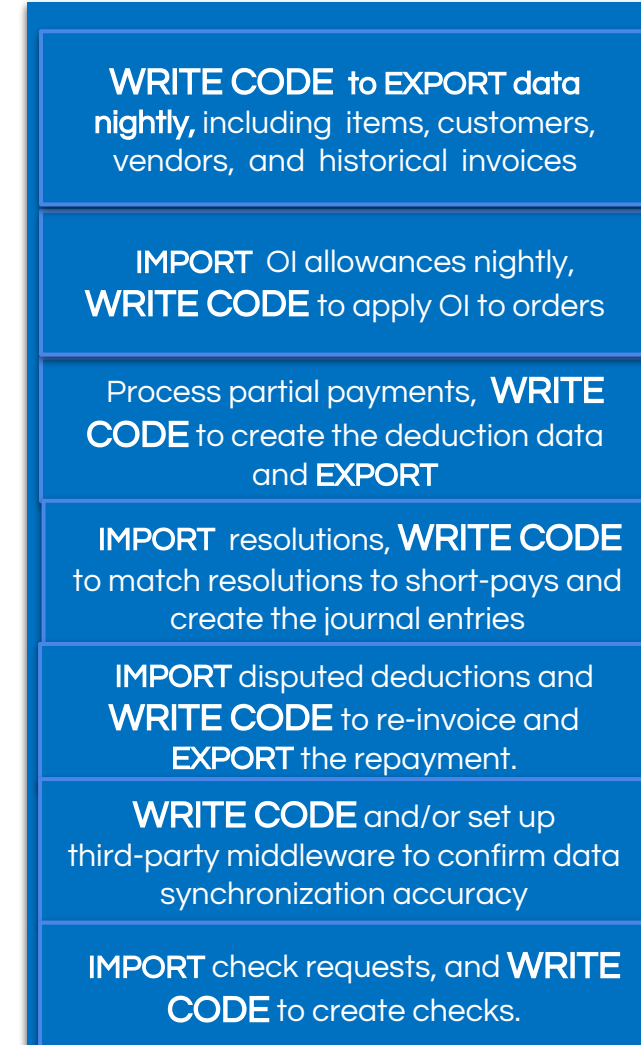 WRITE CODE to EXPORT data
nightly, including items, customers,
vendors, and historical invoices
IMPORT OI allowances nightly,
WRITE CODE to apply OI to orders
Process partial payments, WRITE
CODE to create the deduction data
and EXPORT
IMPORT resolutions, WRITE CODE
to match resolutions to short-pays and
create the journal entries
IMPORT disputed deductions and
WRITE CODE to re-invoice and
EXPORT the repayment.
WRITE CODE and/or set up
third-party middleware to confirm data
synchronization accuracy
IMPORT check requests, and WRITE
CODE to create checks.